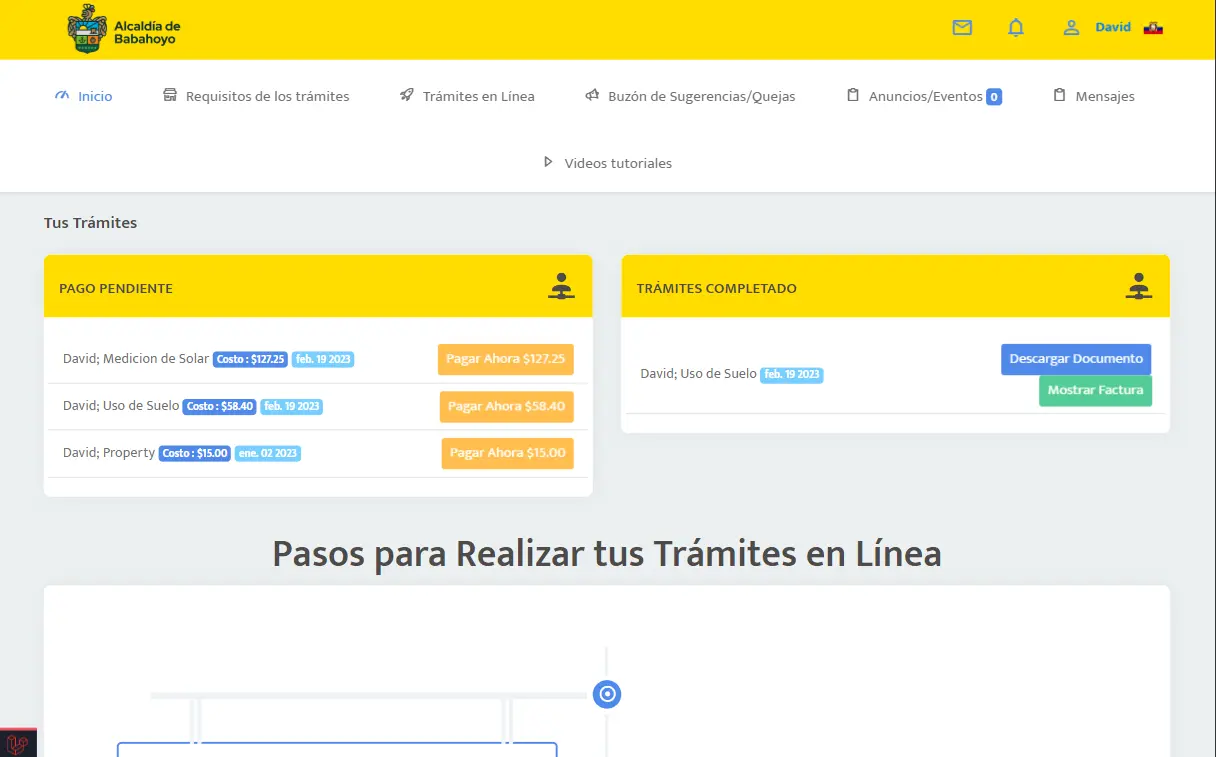 Alcaldía de
Babahoyo
David
Inicio
Requisitos de los trámites
Trámites en Línea
Buzón de Sugerencias/Quejas
Anuncios/Eventos 0
Mensajes
Videos tutoriales
Tus Trámites
PAGO PENDIENTE
David; Medicion de Solar Costo : $127.25 feb. 19 2023 Pagar Ahora $127.25
David; Uso de Suelo Costo : $58.40 feb. 19 2023 Pagar Ahora $58.40
David; Property Costo : $15.00 ene. 02 2023 Pagar Ahora $15.00
TRÁMITES COMPLETADO
David; Uso de Suelo feb. 19 2023
Descargar Documento
Mostrar Factura
Pasos para Realizar tus Trámites en Línea